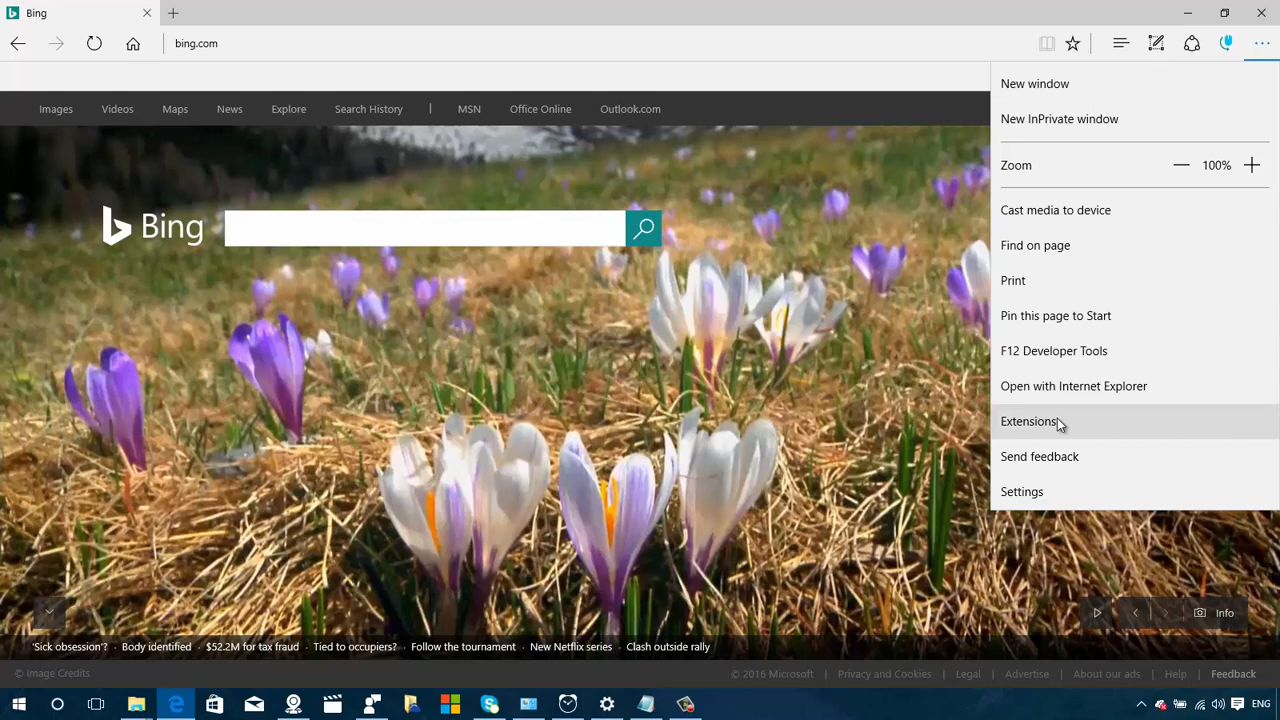 Bing
bing.com
New window
New InPrivate window
Zoom 100%
Cast media to device
Find on page
Print
Pin this page to Start
F12 Developer Tools
Open with Internet Explorer
Extensions
Send feedback
Settings
Images Videos Maps News Explore Search History | MSN Office Online Outlook.com
Bing
Info
'Sick obsession'? · Body identified · $52.2M for tax fraud · Tied to occupiers? · Follow the tournament · New Netflix series · Clash outside rally
© Image Credits
© 2016 Microsoft | Privacy and Cookies | Legal | Advertise | About our ads | Help | Feedback
ENG